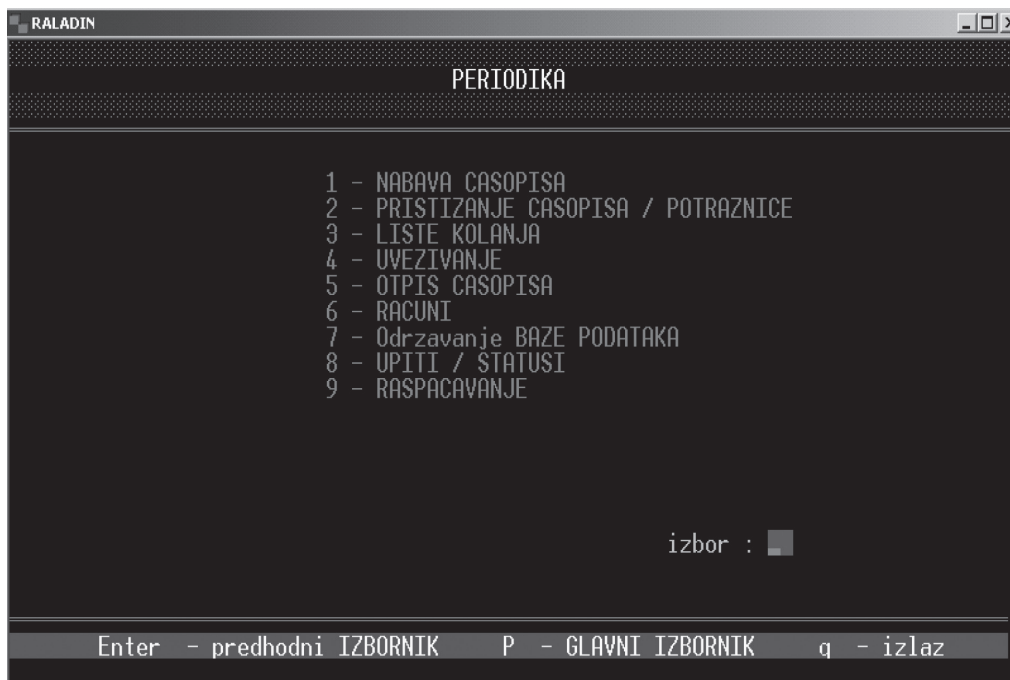 RALADIN
PERIODIKA
1 - NABAVA CASOPISA
2 - PRISTIZANJE CASOPISA / POTRAZNICE
3 - LISTE KOLANJA
4 - UVEZIVANJE
5 - OTPIS CASOPISA
6 - RACUNI
7 - Odrzavanje BAZE PODATAKA
8 - UPITI / STATUSI
9 - RASPACAVANJE
izbor :
Enter - predhodni IZBORNIK P - GLAVNI IZBORNIK q - izlaz